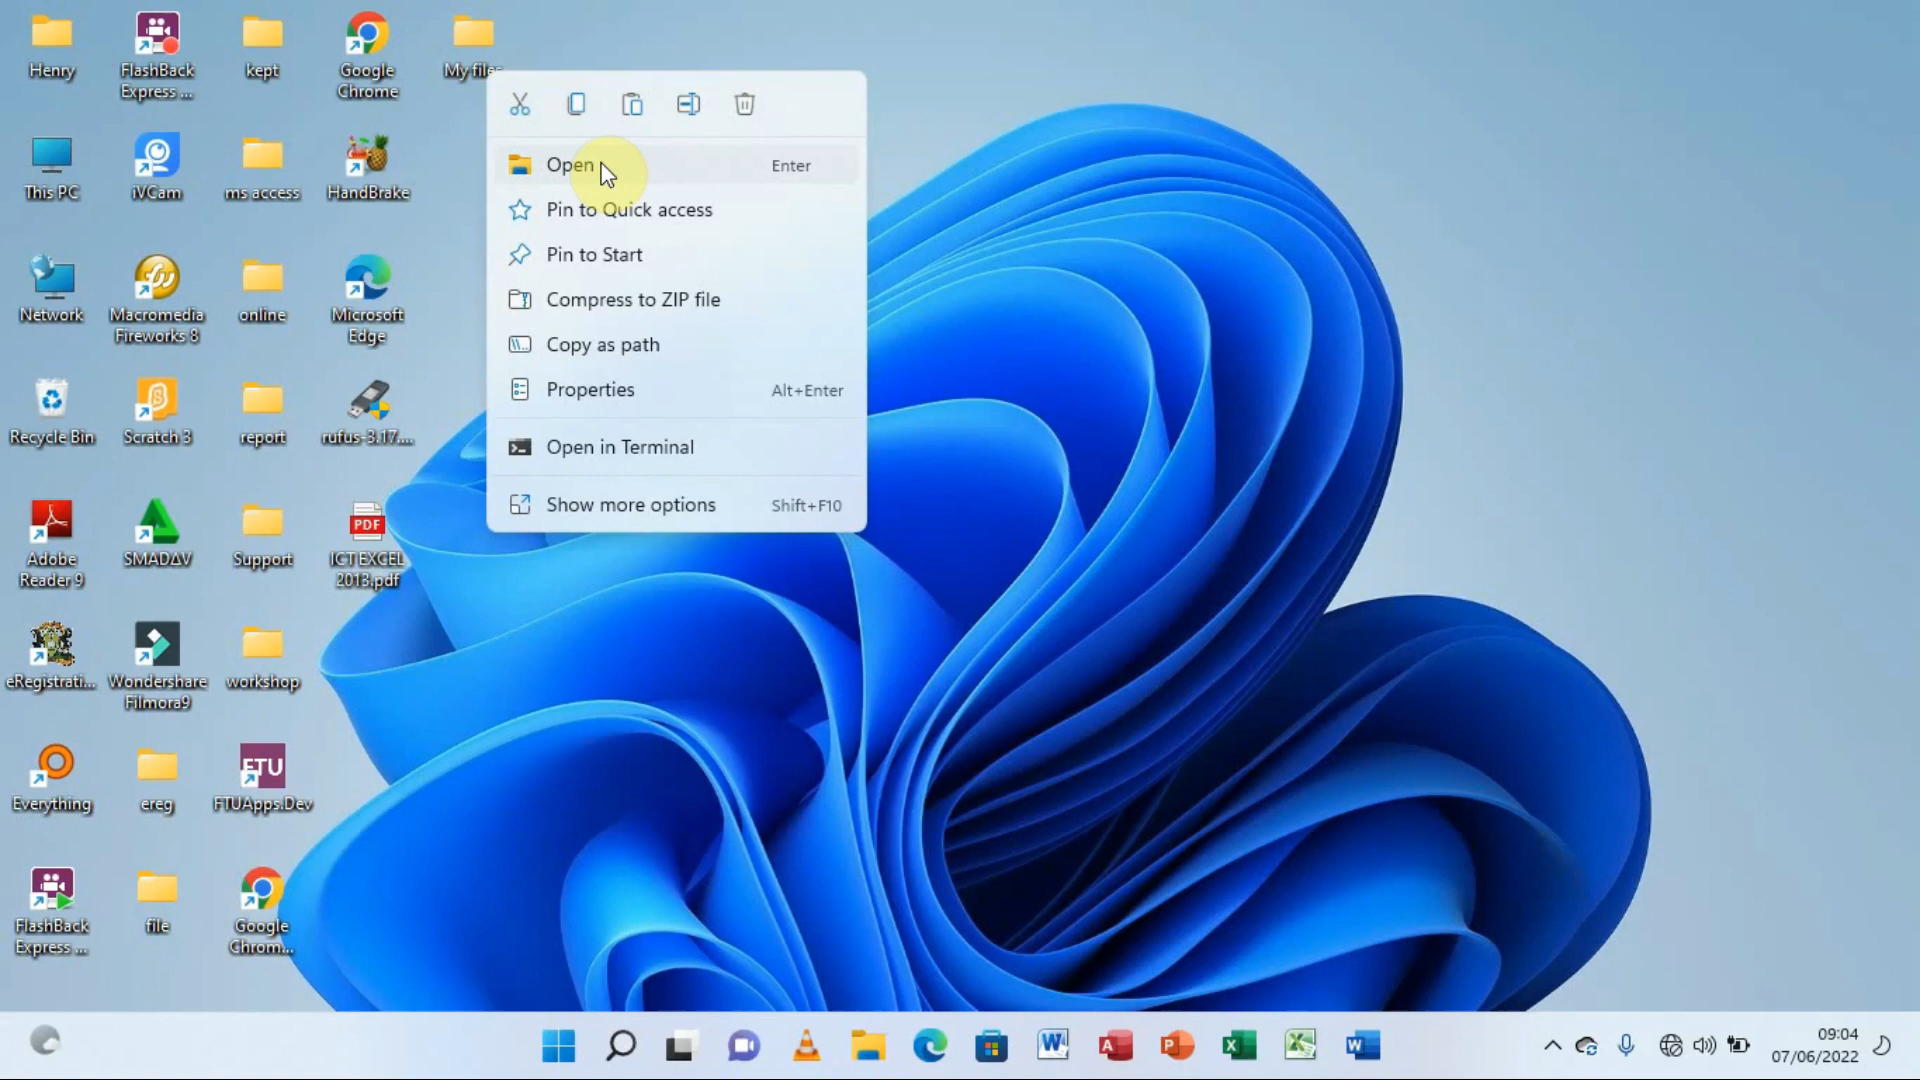 Henry
FlashBack
Express ...
kept
Google
Chrome
My files
Open
Enter
Pin to Quick access
Pin to Start
Compress to ZIP file
Copy as path
Properties
Alt+Enter
Open in Terminal
Show more options
Shift+F10
This PC
iVCam
ms access
HandBrake
Network
Macromedia
Fireworks 8
online
Microsoft
Edge
Recycle Bin
Scratch 3
report
rufus-3.17....
Adobe
Reader 9
SMADΔV
Support
PDF
ICT EXCEL
2013.pdf
eRegistrati...
Wondershare
Filmora9
workshop
Everything
ereg
FTU
FTUApps.Dev
FlashBack
Express ...
file
Google
Chrom...
09:04
07/06/2022